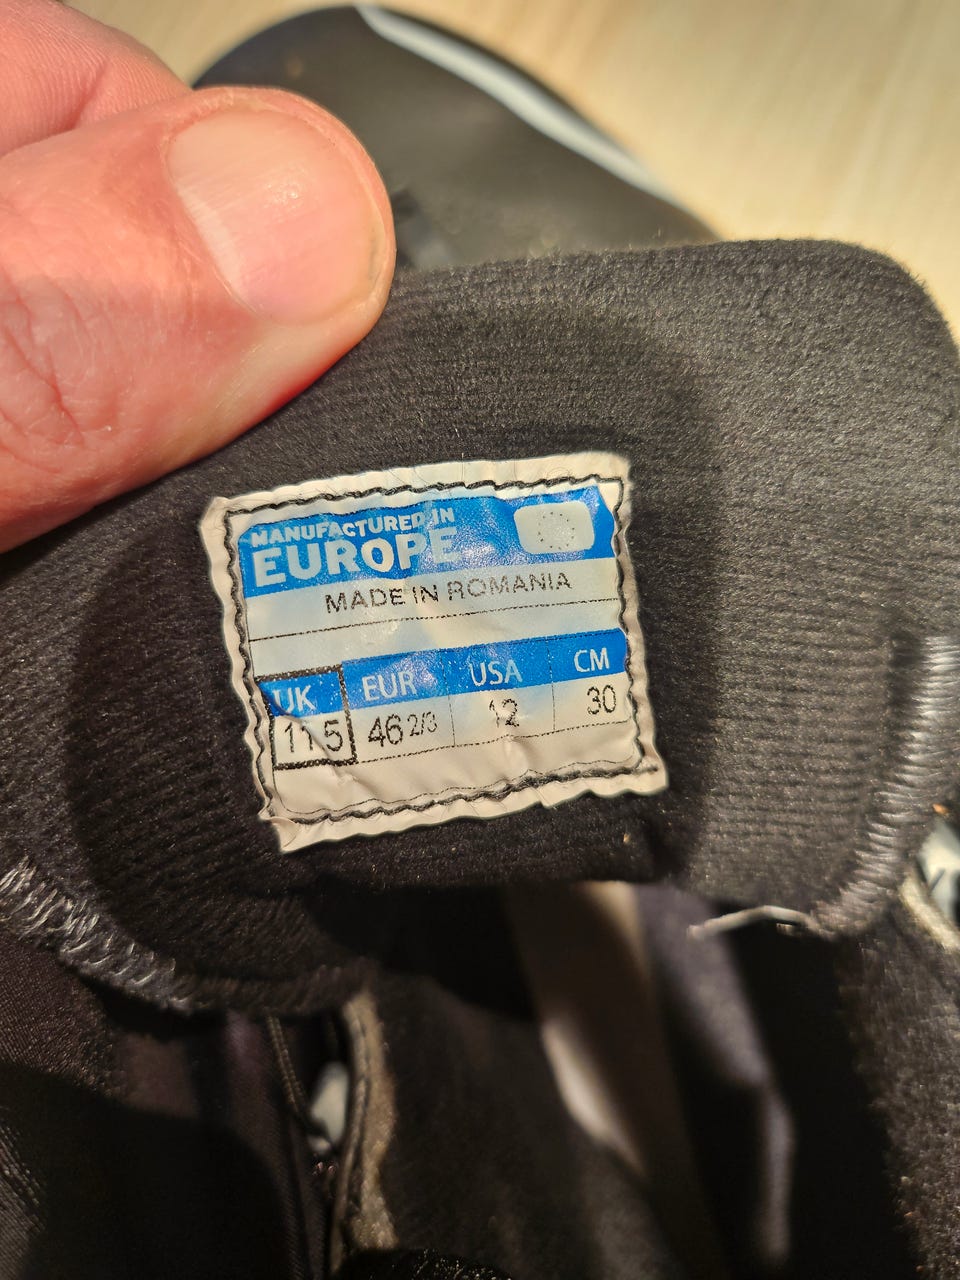 MANUFACTURED IN
EUROPE
MADE IN ROMANIA
UK EUR USA CM
11.5 46 2/3 12 30